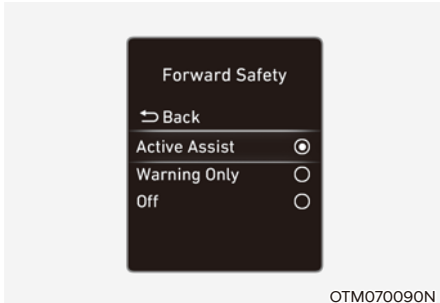 Forward Safety
Back
Active Assist
Warning Only
Off
OTM070090N